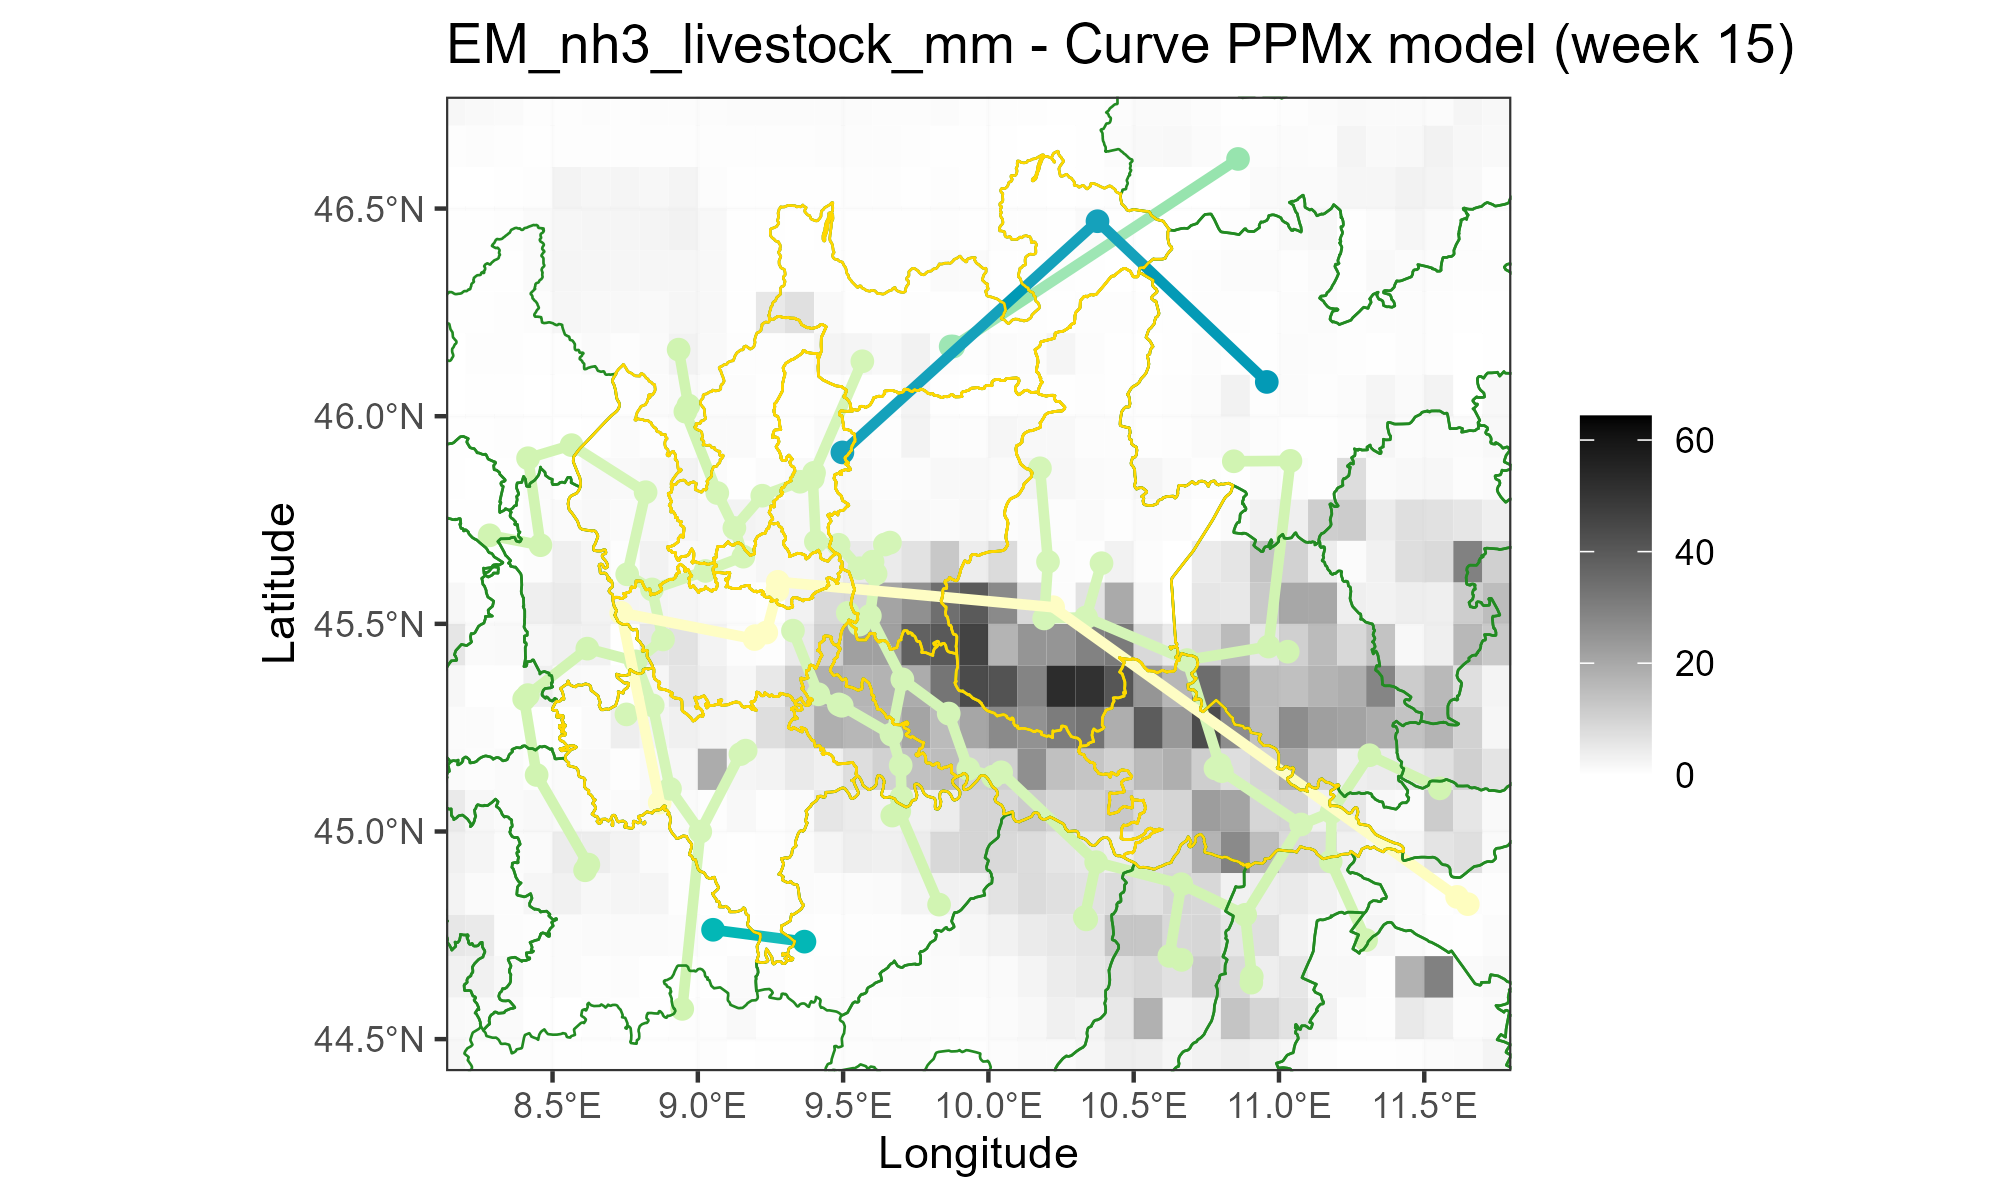 EM_nh3_livestock_mm - Curve PPMx model (week 15)
46.5°N
46.0°N
45.5°N
45.0°N
44.5°N
Latitude
8.5°E 9.0°E 9.5°E 10.0°E 10.5°E 11.0°E 11.5°E
Longitude
60
40
20
0